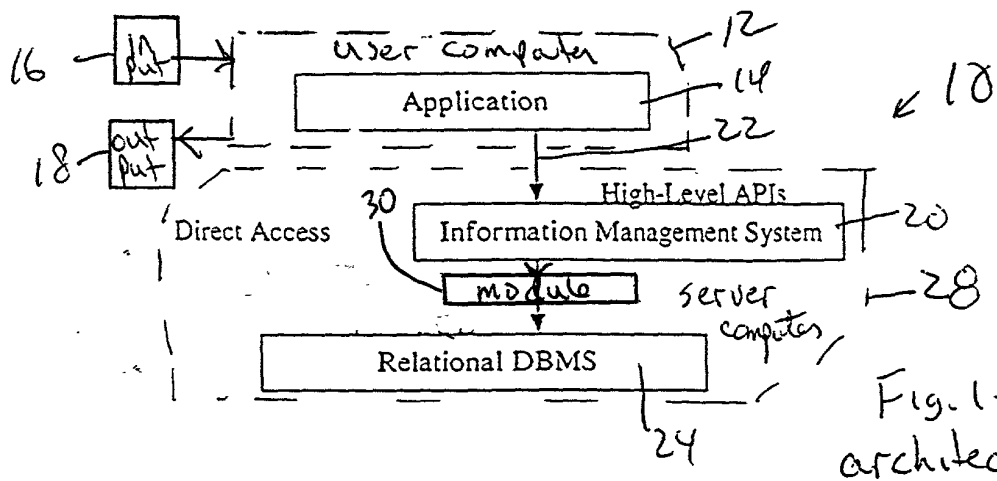 16
in put
user computer
12
Application
14
10
18
out put
22
High-Level APIs
30
Direct Access
Information Management System
20
module
server computer
28
Relational DBMS
24
Fig. 1
architec